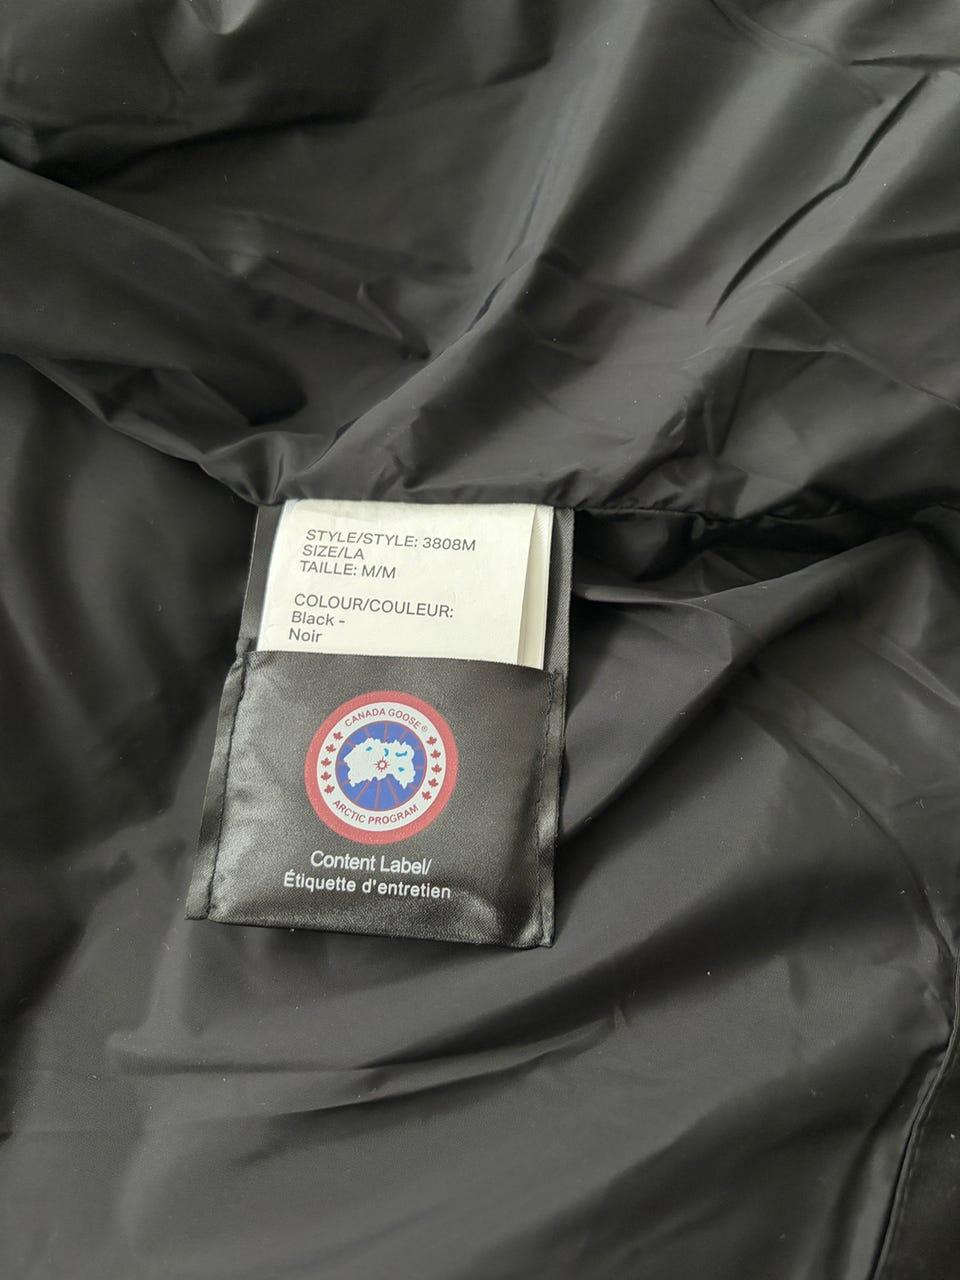 STYLE/STYLE: 3808M
SIZE/LA
TAILLE: M/M
COLOUR/COULEUR:
Black -
Noir
CANADA GOOSE®
ARCTIC PROGRAM
Content Label/
Étiquette d'entretien